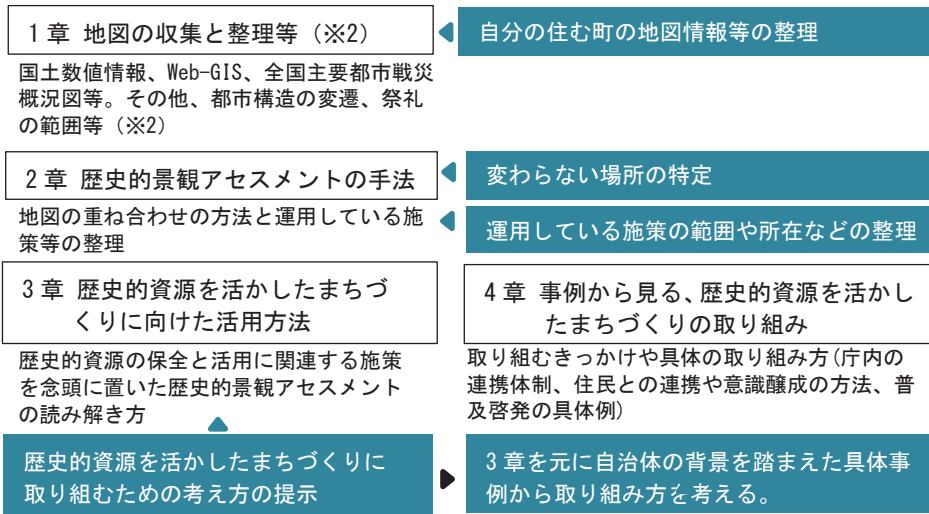 1章 地図の収集と整理等（※2）
自分の住む町の地図情報等の整理
国土数値情報、Web-GIS、全国主要都市戦災
概況図等。その他、都市構造の変遷、祭礼
の範囲等（※2）
2章 歴史的景観アセスメントの手法
変わらない場所の特定
地図の重ね合わせの方法と運用している施
策等の整理
運用している施策の範囲や所在などの整理
3章 歴史的資源を活かしたまちづ
くりに向けた活用方法
歴史的資源の保全と活用に関連する施策
を念頭に置いた歴史的景観アセスメント
の読み解き方
4章 事例から見る、歴史的資源を活かし
たまちづくりの取り組み
取り組むきっかけや具体の取り組み方(庁内の
連携体制、住民との連携や意識醸成の方法、普
及啓発の具体例)
歴史的資源を活かしたまちづくりに
取り組むための考え方の提示
3章を元に自治体の背景を踏まえた具体事
例から取り組み方を考える。